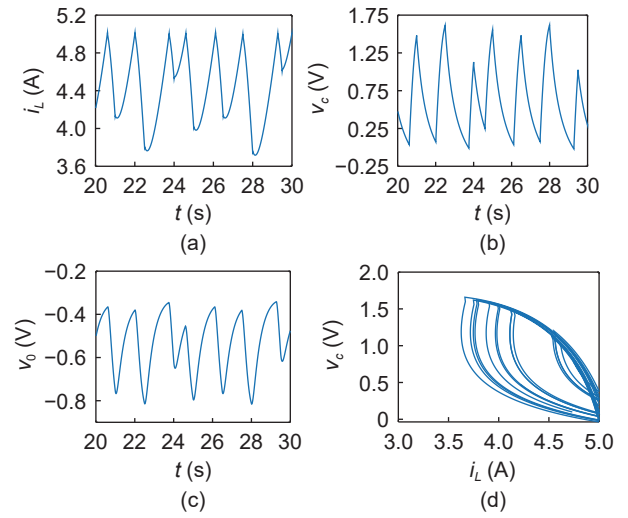 5.2
4.8
4.4
4.0
3.6
i_L (A)
20 22 24 26 28 30
t (s)
(a)
1.75
1.25
0.75
0.25
−0.25
v_c (V)
20 22 24 26 28 30
t (s)
(b)
−0.2
−0.4
−0.6
−0.8
v_0 (V)
20 22 24 26 28 30
t (s)
(c)
2.0
1.5
1.0
0.5
0
v_c (V)
3.0 3.5 4.0 4.5 5.0
i_L (A)
(d)